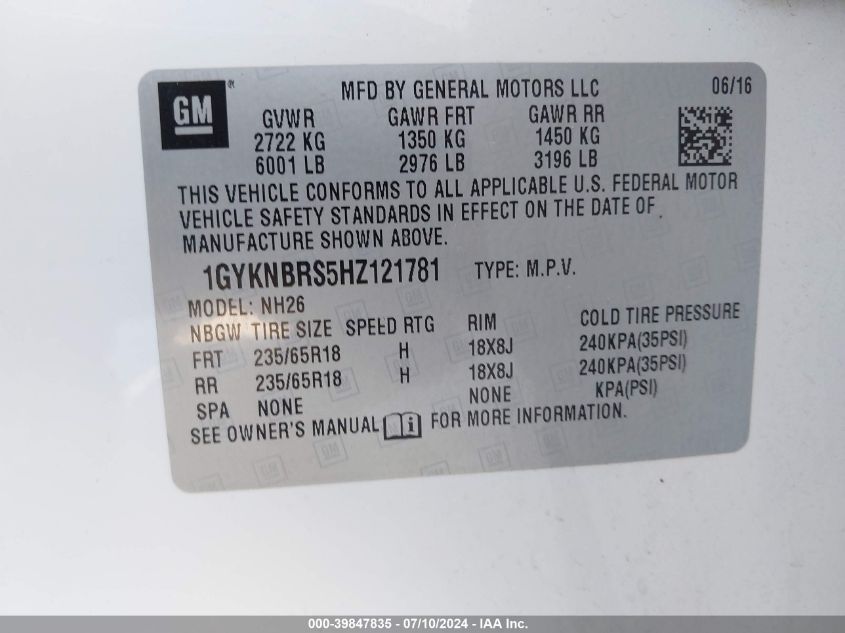 GM ® MFD BY GENERAL MOTORS LLC 06/16
GVWR GAWR FRT GAWR RR
2722 KG 1350 KG 1450 KG
6001 LB 2976 LB 3196 LB
THIS VEHICLE CONFORMS TO ALL APPLICABLE U.S. FEDERAL MOTOR
VEHICLE SAFETY STANDARDS IN EFFECT ON THE DATE OF
MANUFACTURE SHOWN ABOVE.
1GYKNBRS5HZ121781 TYPE: M.P.V.
MODEL: NH26
NBGW TIRE SIZE SPEED RTG RIM COLD TIRE PRESSURE
FRT 235/65R18 H 18X8J 240KPA(35PSI)
RR 235/65R18 H 18X8J 240KPA(35PSI)
SPA NONE NONE KPA(PSI)
SEE OWNER'S MANUAL i FOR MORE INFORMATION.
000-39847835 - 07/10/2024 - IAA Inc.